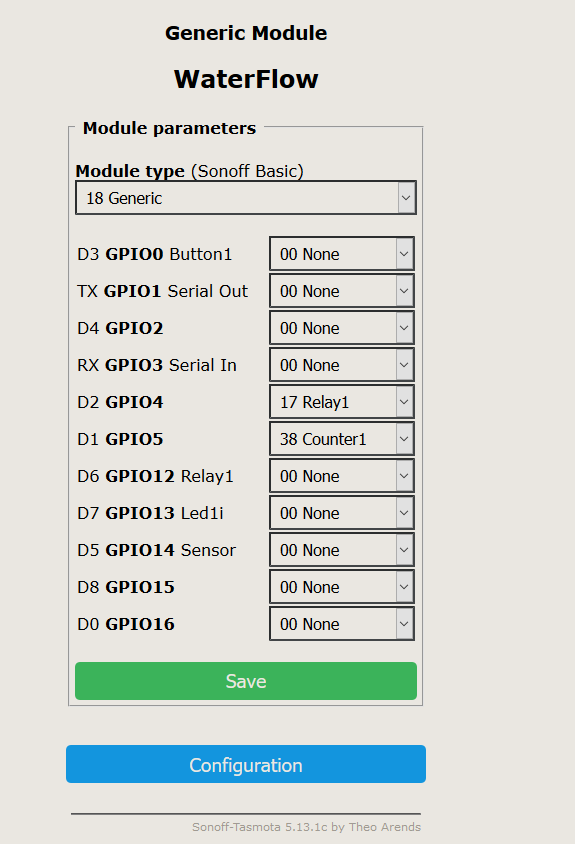 Generic Module
WaterFlow
Module parameters
Module type (Sonoff Basic)
18 Generic
D3 GPIO0 Button1 00 None
TX GPIO1 Serial Out 00 None
D4 GPIO2 00 None
RX GPIO3 Serial In 00 None
D2 GPIO4 17 Relay1
D1 GPIO5 38 Counter1
D6 GPIO12 Relay1 00 None
D7 GPIO13 Led1i 00 None
D5 GPIO14 Sensor 00 None
D8 GPIO15 00 None
D0 GPIO16 00 None
Save
Configuration
Sonoff-Tasmota 5.13.1c by Theo Arends